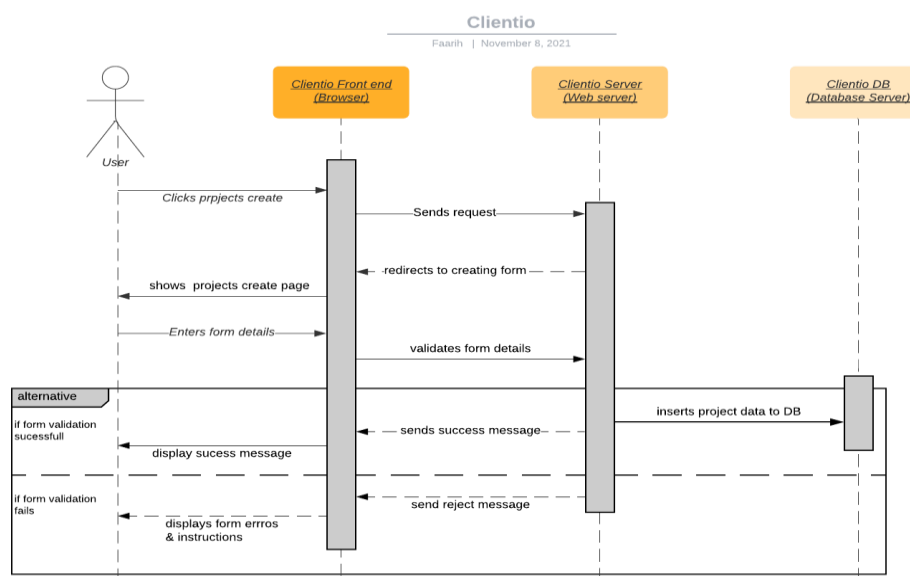 Clientio
Faarih | November 8, 2021
Clientio Front end
(Browser)
Clientio Server
(Web server)
Clientio DB
(Database Server)
User
Clicks prpjects create
Sends request
redirects to creating form
shows projects create page
Enters form details
validates form details
alternative
if form validation
sucessfull
inserts project data to DB
sends success message
display sucess message
if form validation
fails
send reject message
displays form errros
& instructions